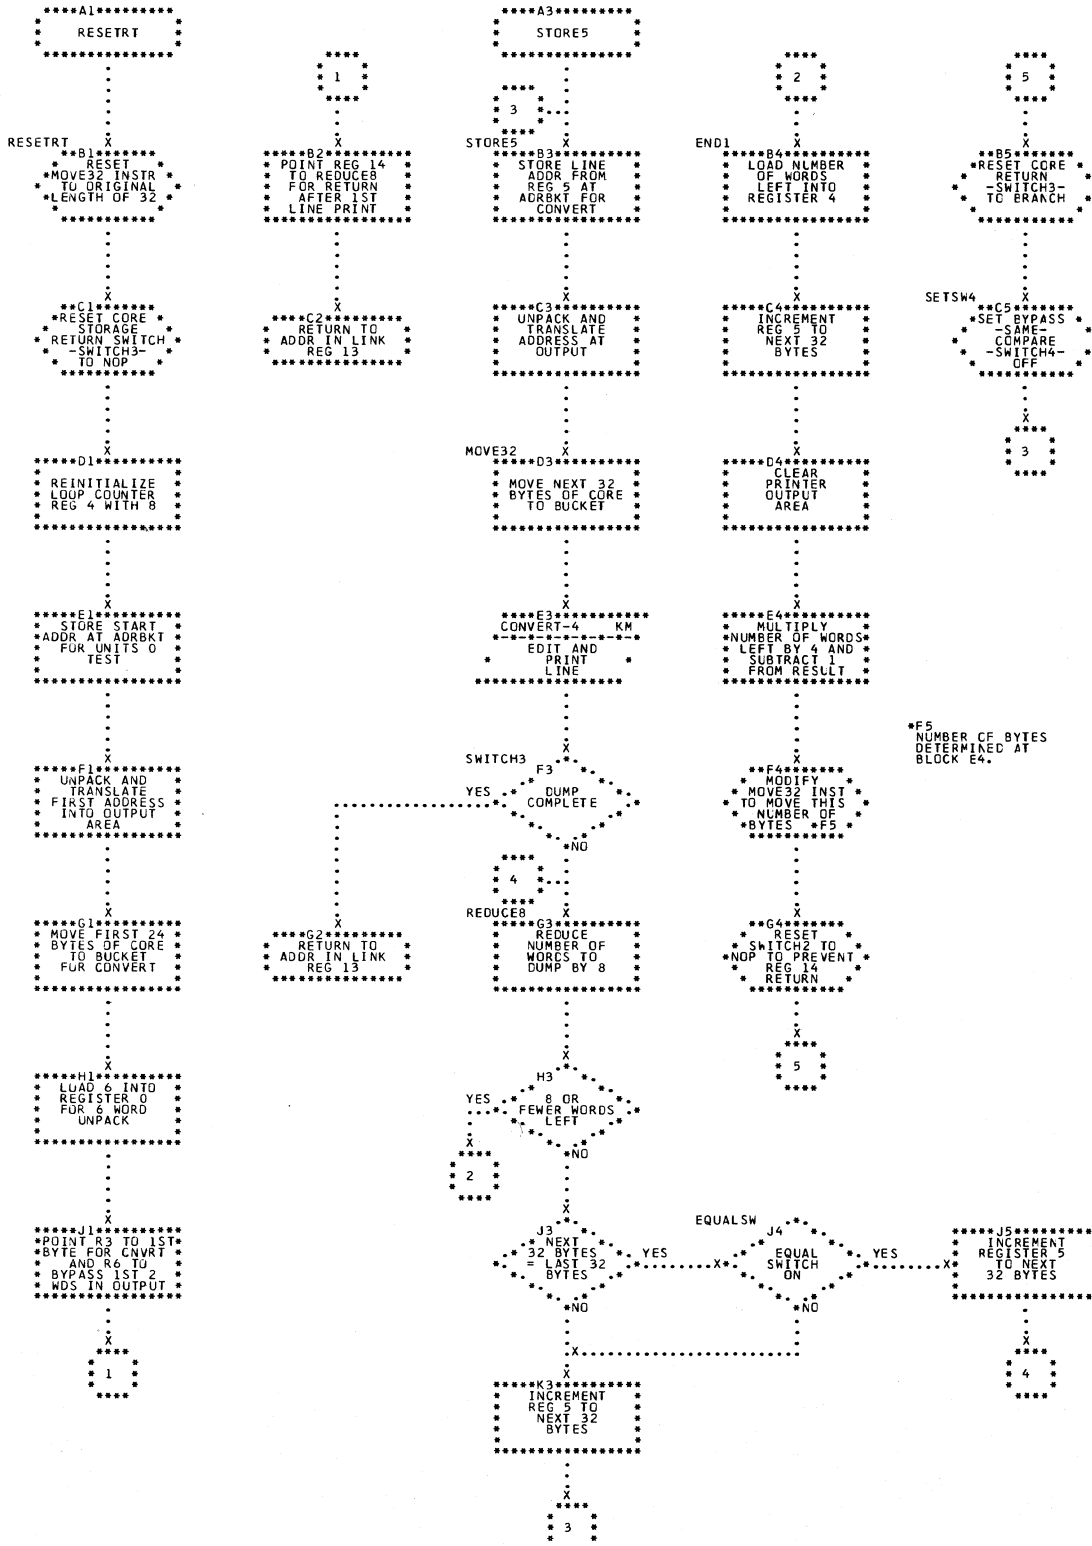 A1
RESETRT
RESETRT
B1
RESET
MOVE32 INSTR
TO ORIGINAL
LENGTH OF 32
C1
RESET CORE
STORAGE
RETURN SWITCH
-SWITCH3-
TO NOP
D1
REINITIALIZE
LOOP COUNTER
REG 4 WITH 8
E1
STORE START
ADDR AT ADRBKT
FOR UNITS 0
TEST
F1
UNPACK AND
TRANSLATE
FIRST ADDRESS
INTO OUTPUT
AREA
G1
MOVE FIRST 24
BYTES OF CORE
TO BUCKET
FOR CONVERT
H1
LOAD 6 INTO
REGISTER 0
FOR 6 WORD
UNPACK
J1
POINT R3 TO 1ST
BYTE FOR CNVRT
AND R6 TO
BYPASS 1ST 2
WDS IN OUTPUT
1
1
B2
POINT REG 14
TO REDUCE8
FOR RETURN
AFTER 1ST
LINE PRINT
C2
RETURN TO
ADDR IN LINK
REG 13
G2
RETURN TO
ADDR IN LINK
REG 13
A3
STORE5
3
STORE5
B3
STORE LINE
ADDR FROM
REG 5 AT
ADRBKT FOR
CONVERT
C3
UNPACK AND
TRANSLATE
ADDRESS AT
OUTPUT
MOVE32
D3
MOVE NEXT 32
BYTES OF CORE
TO BUCKET
E3
CONVERT-4 KM
EDIT AND
PRINT
LINE
SWITCH3
F3
YES
DUMP
COMPLETE
NO
4
REDUCE8
G3
REDUCE
NUMBER OF
WORDS TO
DUMP BY 8
H3
YES
8 OR
FEWER WORDS
LEFT
NO
2
J3
NEXT
32 BYTES
= LAST 32
BYTES
YES
NO
K3
INCREMENT
REG 5 TO
NEXT 32
BYTES
3
2
END1
B4
LOAD NUMBER
OF WORDS
LEFT INTO
REGISTER 4
C4
INCREMENT
REG 5 TO
NEXT 32
BYTES
D4
CLEAR
PRINTER
OUTPUT
AREA
E4
MULTIPLY
NUMBER OF WORDS
LEFT BY 4 AND
SUBTRACT 1
FROM RESULT
F4
MODIFY
MOVE32 INST
TO MOVE THIS
NUMBER OF
BYTES *F5
G4
RESET
SWITCH2 TO
NOP TO PREVENT
REG 14
RETURN
5
EQUALSW
J4
EQUAL
SWITCH
ON
YES
NO
5
B5
RESET CORE
RETURN
-SWITCH3-
TO BRANCH
SETSW4
C5
SET BYPASS
-SAME-
COMPARE
-SWITCH4-
OFF
3
*F5
NUMBER CF BYTES
DETERMINED AT
BLOCK E4.
J5
INCREMENT
REGISTER 5
TO NEXT
32 BYTES
4